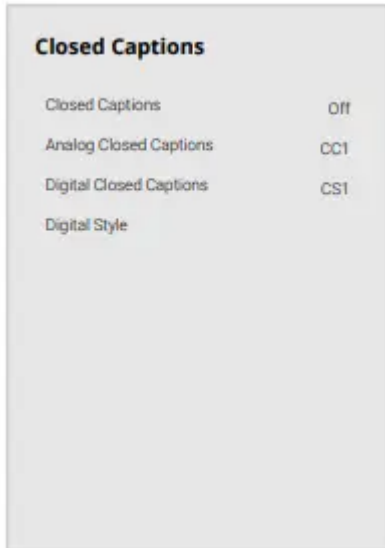 Closed Captions
Closed Captions Off
Analog Closed Captions CC1
Digital Closed Captions CS1
Digital Style